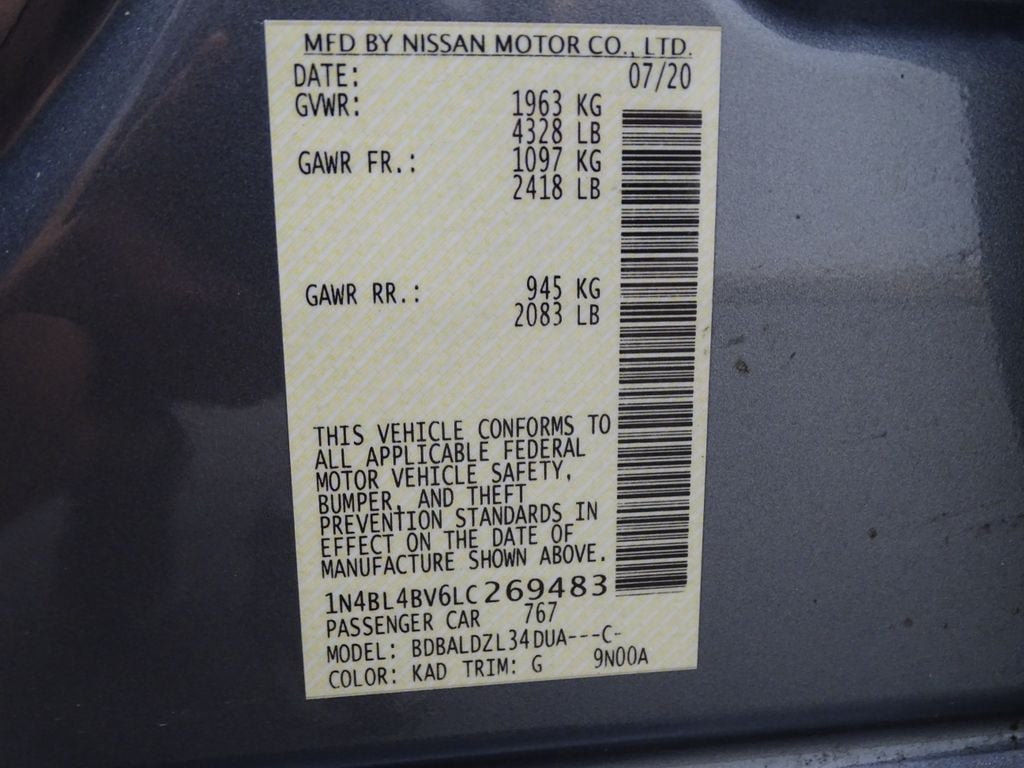 MFD BY NISSAN MOTOR CO., LTD.
DATE: 07/20
GVWR: 1963 KG
4328 LB
GAWR FR.: 1097 KG
2418 LB
GAWR RR.: 945 KG
2083 LB
THIS VEHICLE CONFORMS TO
ALL APPLICABLE FEDERAL
MOTOR VEHICLE SAFETY,
BUMPER, AND THEFT
PREVENTION STANDARDS IN
EFFECT ON THE DATE OF
MANUFACTURE SHOWN ABOVE.
1N4BL4BV6LC269483
PASSENGER CAR 767
MODEL: BDBALDZL34DUA---C-
COLOR: KAD TRIM: G 9N00A